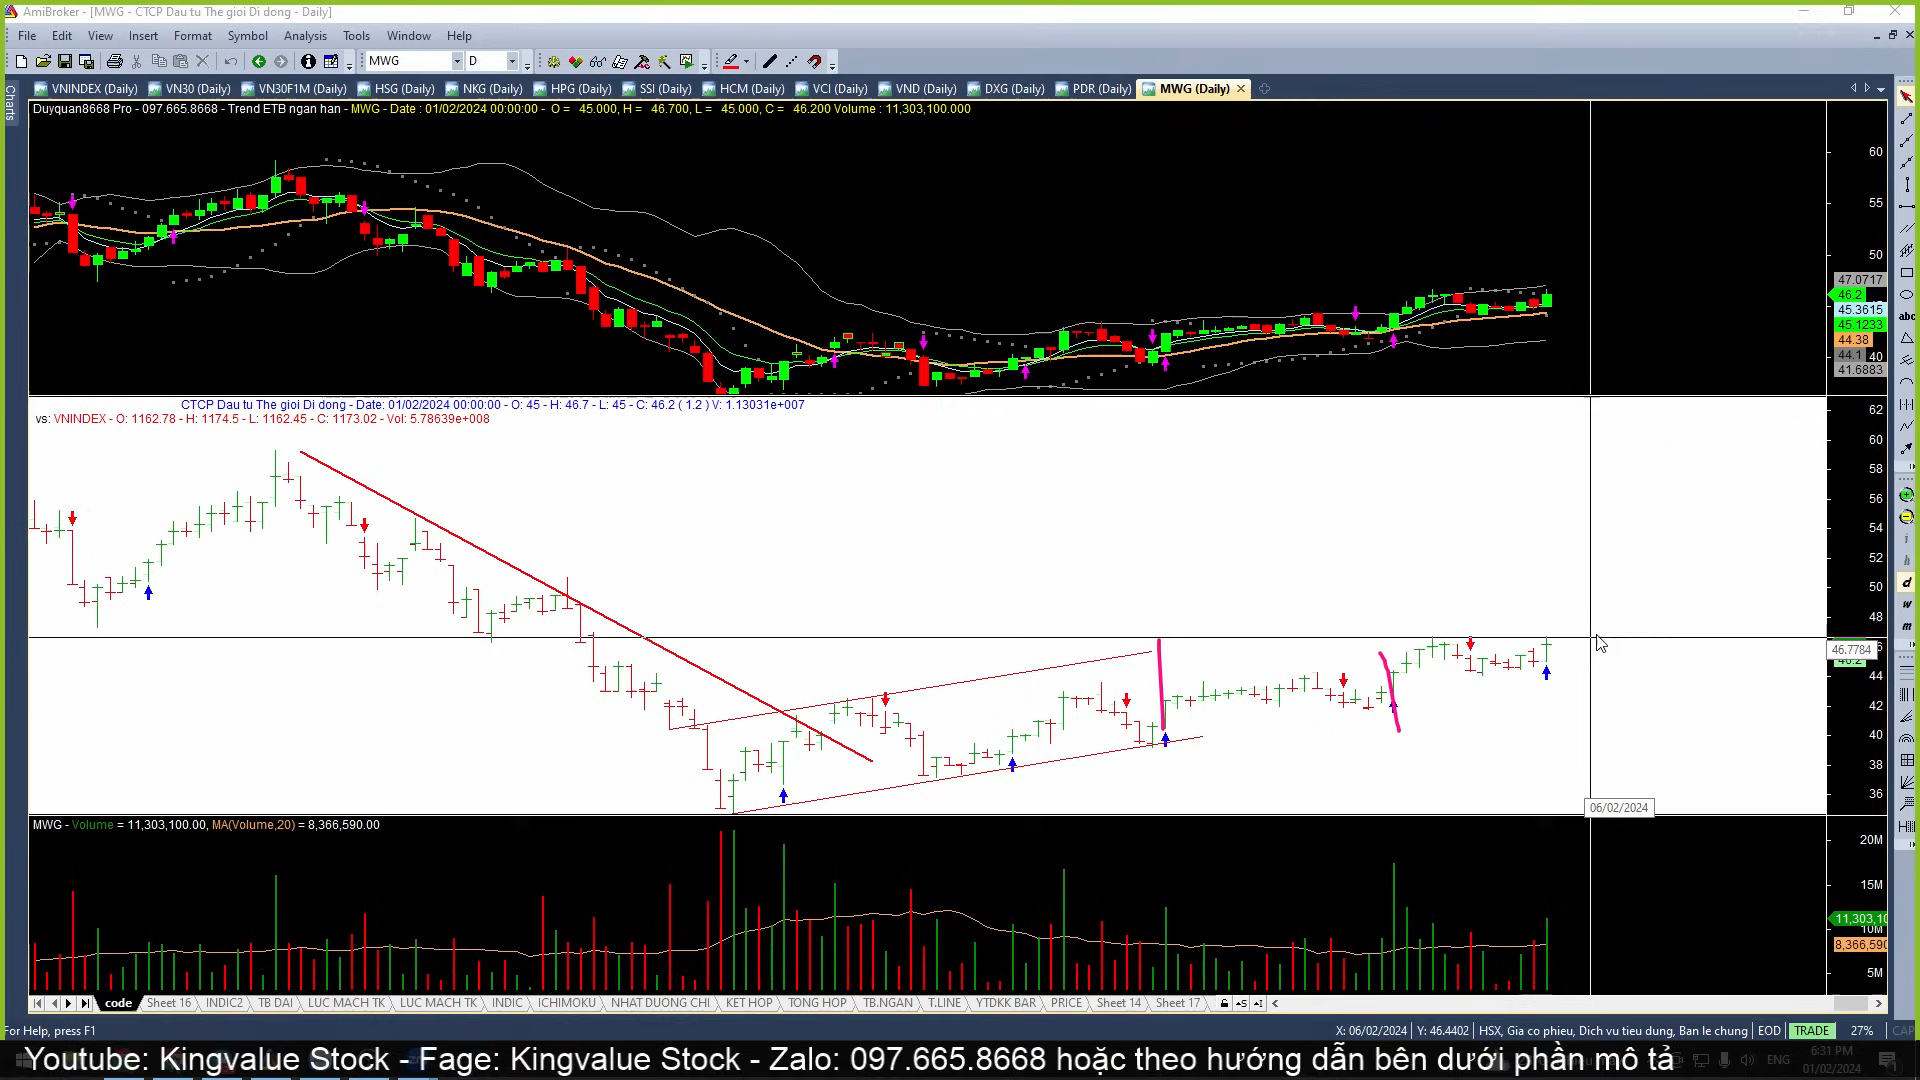 AmiBroker - [MWG - CTCP Dau tu The gioi Di dong - Daily]
File Edit View Insert Format Symbol Analysis Tools Window Help
MWG D
Charts
VNINDEX (Daily) VN30 (Daily) VN30F1M (Daily) HSG (Daily) NKG (Daily) HPG (Daily) SSI (Daily) HCM (Daily) VCI (Daily) VND (Daily) DXG (Daily) PDR (Daily) MWG (Daily)
Duyquan8668 Pro - 097.665.8668 - Trend ETB ngan han - MWG - Date : 01/02/2024 00:00:00 - O = 45.000, H = 46.700, L = 45.000, C = 46.200 Volume : 11,303,100.000
60
55
50
47.0717
46.2
45.3615
45.1233
44.38
44.1
40
41.6883
CTCP Dau tu The gioi Di dong - Date: 01/02/2024 00:00:00 - O: 45 - H: 46.7 - L: 45 - C: 46.2 ( 1.2 ) V: 1.13031e+007
vs: VNINDEX - O: 1162.78 - H: 1174.5 - L: 1162.45 - C: 1173.02 - Vol: 5.78639e+008
62
60
58
56
54
52
50
48
46.7784
46.2
44
42
40
38
36
06/02/2024
MWG - Volume = 11,303,100.00, MA(Volume,20) = 8,366,590.00
20M
15M
11,303,10
10M
8,366,590
5M
abc
i
h
d
w
m
code Sheet 16 INDIC2 TB DAI LUC MACH TK LUC MACH TK INDIC ICHIMOKU NHAT DUONG CHI KET HOP TONG HOP TB.NGAN T.LINE YTDKK BAR PRICE Sheet 14 Sheet 17
For Help, press F1
X: 06/02/2024 Y: 46.4402 HSX, Gia co phieu, Dich vu tieu dung, Ban le chung EOD TRADE 27% CAP
Youtube: Kingvalue Stock - Fage: Kingvalue Stock - Zalo: 097.665.8668 hoặc theo hướng dẫn bên dưới phần mô tả
ENG
6:31 PM
01/02/2024